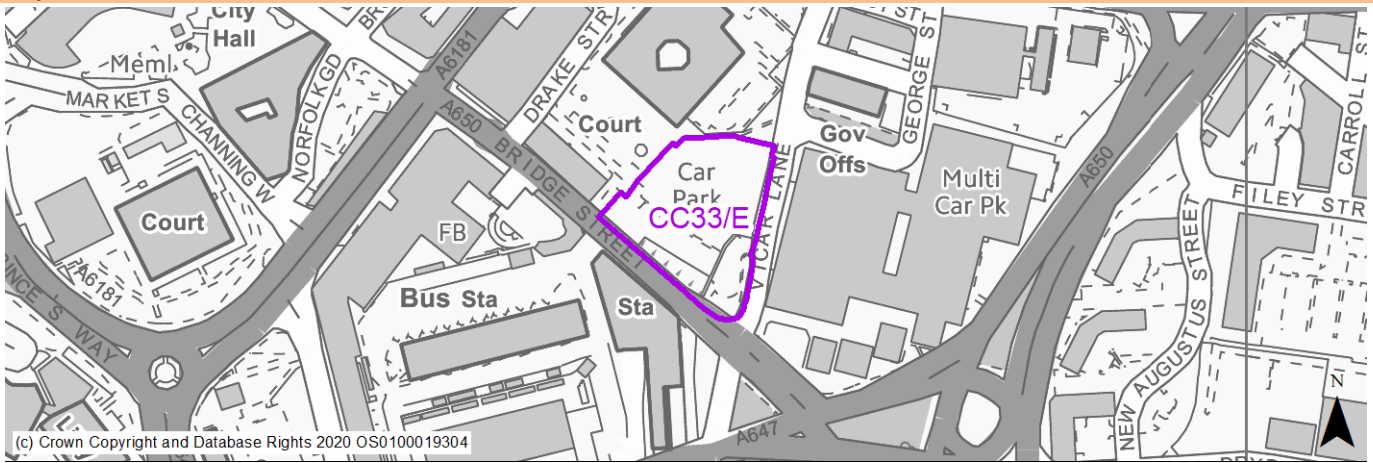 City
Hall
Meml
MARKET S
CHANNING W
NORFOLK GD
A6181
A650
BRIDGE STREET
DRAKE STR
Court
Car
Park
CC33/E
VICAR LANE
Gov
Offs
GEORGE ST
Multi
Car Pk
A650
CARROLL ST
FILEY STR
NEW AUGUSTUS STREET
Court
A6181
INCE'S WAY
FB
Bus Sta
Sta
A647
N
(c) Crown Copyright and Database Rights 2020 OS0100019304